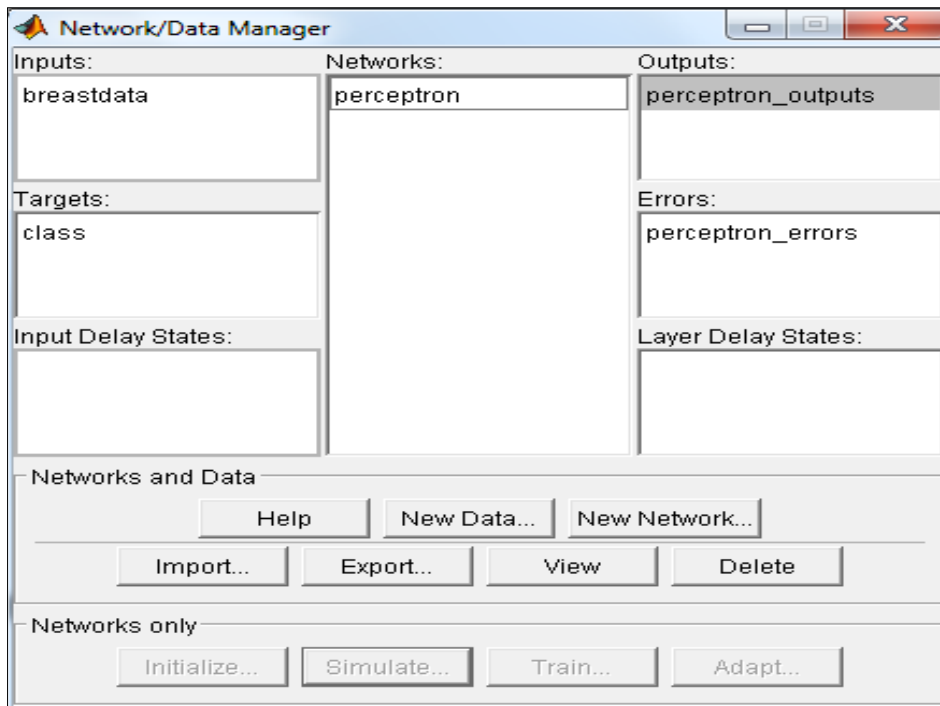 Network/Data Manager
Inputs:
breastdata
Networks:
perceptron
Outputs:
perceptron_outputs
Targets:
class
Errors:
perceptron_errors
Input Delay States:
Layer Delay States:
Networks and Data
Help
New Data...
New Network...
Import...
Export...
View
Delete
Networks only
Initialize...
Simulate...
Train...
Adapt...